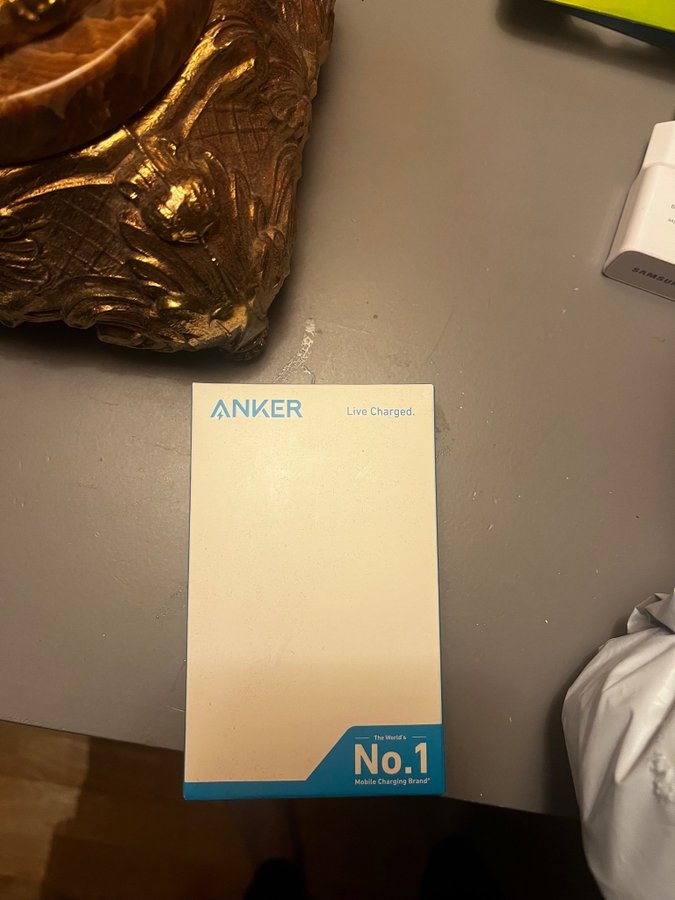 ANKER
Live Charged.
The World's
No.1
Mobile Charging Brand*